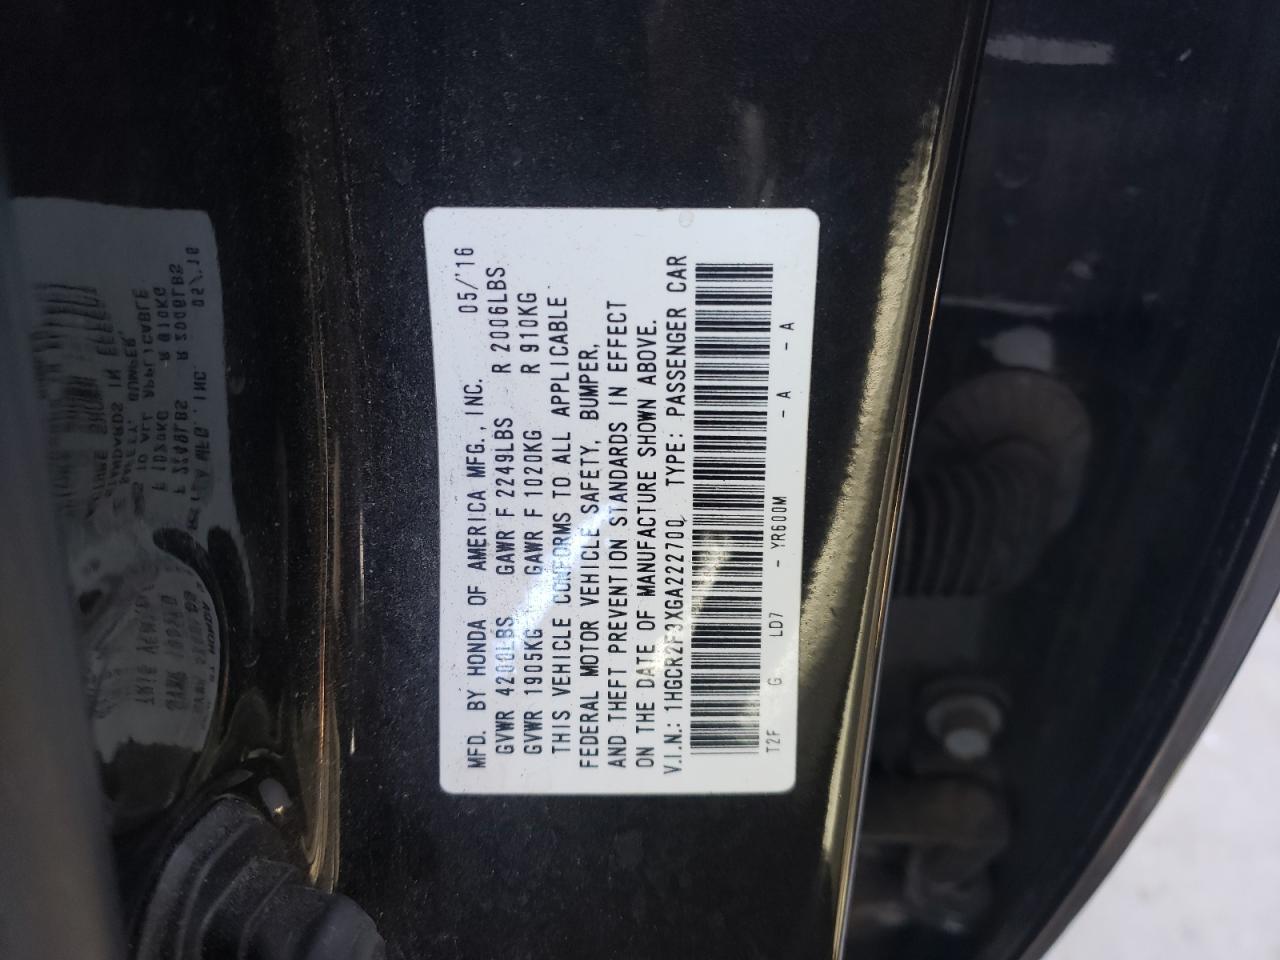 MFD. BY HONDA OF AMERICA MFG., INC. 05/'16
GVWR 4200LBS GAWR F 2249LBS R 2006LBS
GVWR 1905KG GAWR F 1020KG R 910KG
THIS VEHICLE CONFORMS TO ALL APPLICABLE
FEDERAL MOTOR VEHICLE SAFETY, BUMPER,
AND THEFT PREVENTION STANDARDS IN EFFECT
ON THE DATE OF MANUFACTURE SHOWN ABOVE.
V.I.N.: 1HGCR2F3XGA222700 TYPE: PASSENGER CAR
T2F G LD7 - YR600M - A - A